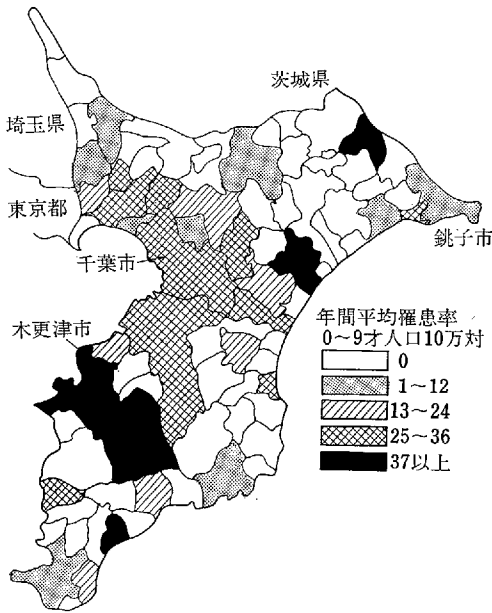 茨城県
埼玉県
東京都
銚子市
千葉市
木更津市
年間平均罹患率
0～9才人口10万対
0
1～12
13～24
25～36
37以上